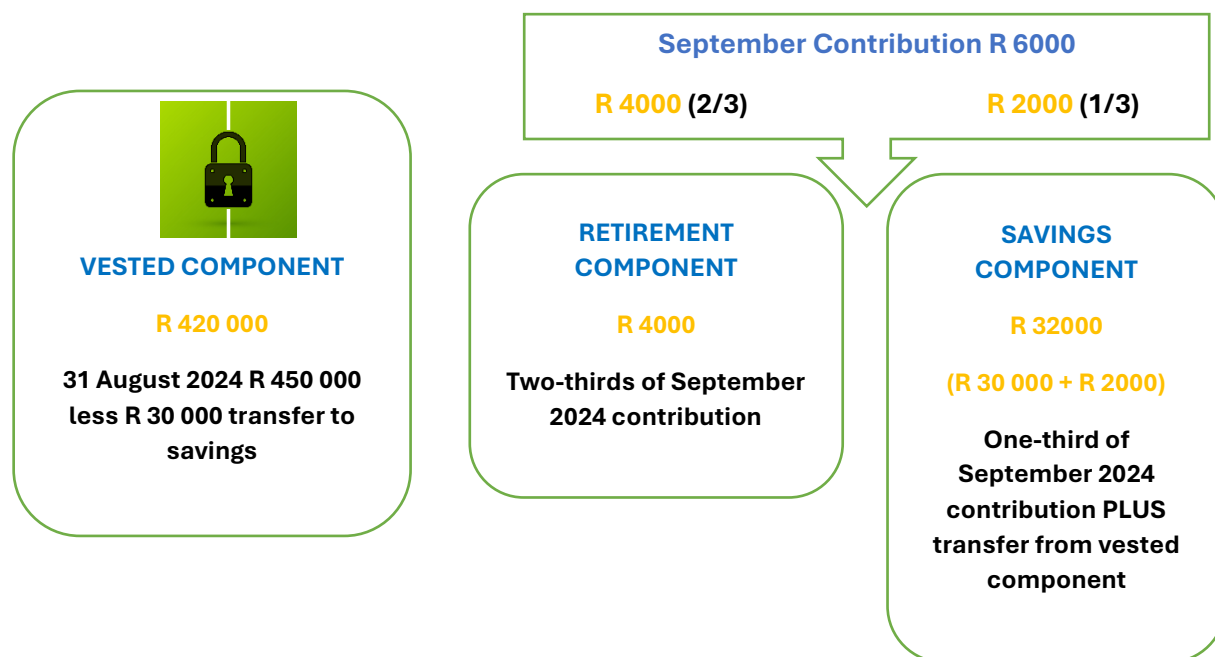 September Contribution R 6000
R 4000 (2/3)
R 2000 (1/3)
VESTED COMPONENT
R 420 000
31 August 2024 R 450 000
less R 30 000 transfer to
savings
RETIREMENT
COMPONENT
R 4000
Two-thirds of September
2024 contribution
SAVINGS
COMPONENT
R 32000
(R 30 000 + R 2000)
One-third of
September 2024
contribution PLUS
transfer from vested
component